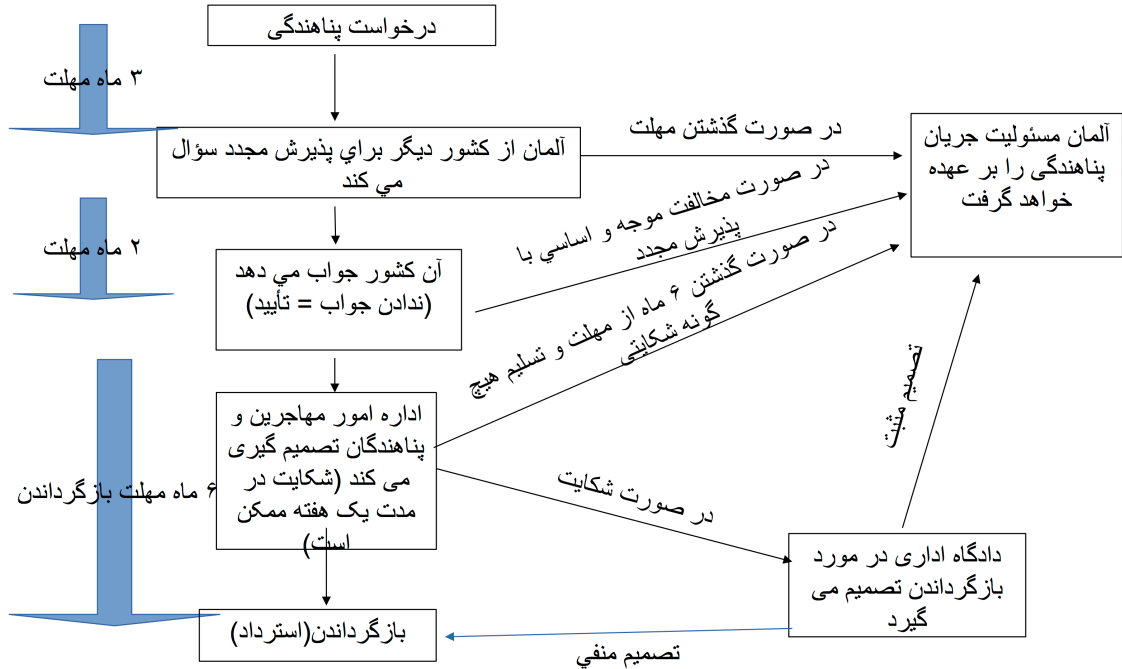 درخواست پناهندگی
۳ ماه مهلت
آلمان از کشور دیگر براي پذیرش مجدد سؤال
مي کند
در صورت گذشتن مهلت
آلمان مسئولیت جریان
پناهندگی را بر عهده
خواهد گرفت
۲ ماه مهلت
آن کشور جواب مي دهد
(ندادن جواب = تأیید)
در صورت مخالفت موجه و اساسي با
پذیرش مجدد
در صورت گذشتن ۶ ماه از مهلت و تسلیم هیچ
گونه شکایتی
اداره امور مهاجرین و
پناهندگان تصمیم گیری
می کند (شکایت در
مدت یک هفته ممکن
است)
۶ ماه مهلت بازگرداندن
در صورت شکایت
تصمیم مثبت
دادگاه اداری در مورد
بازگرداندن تصمیم می
گیرد
بازگرداندن(استرداد)
تصمیم منفي